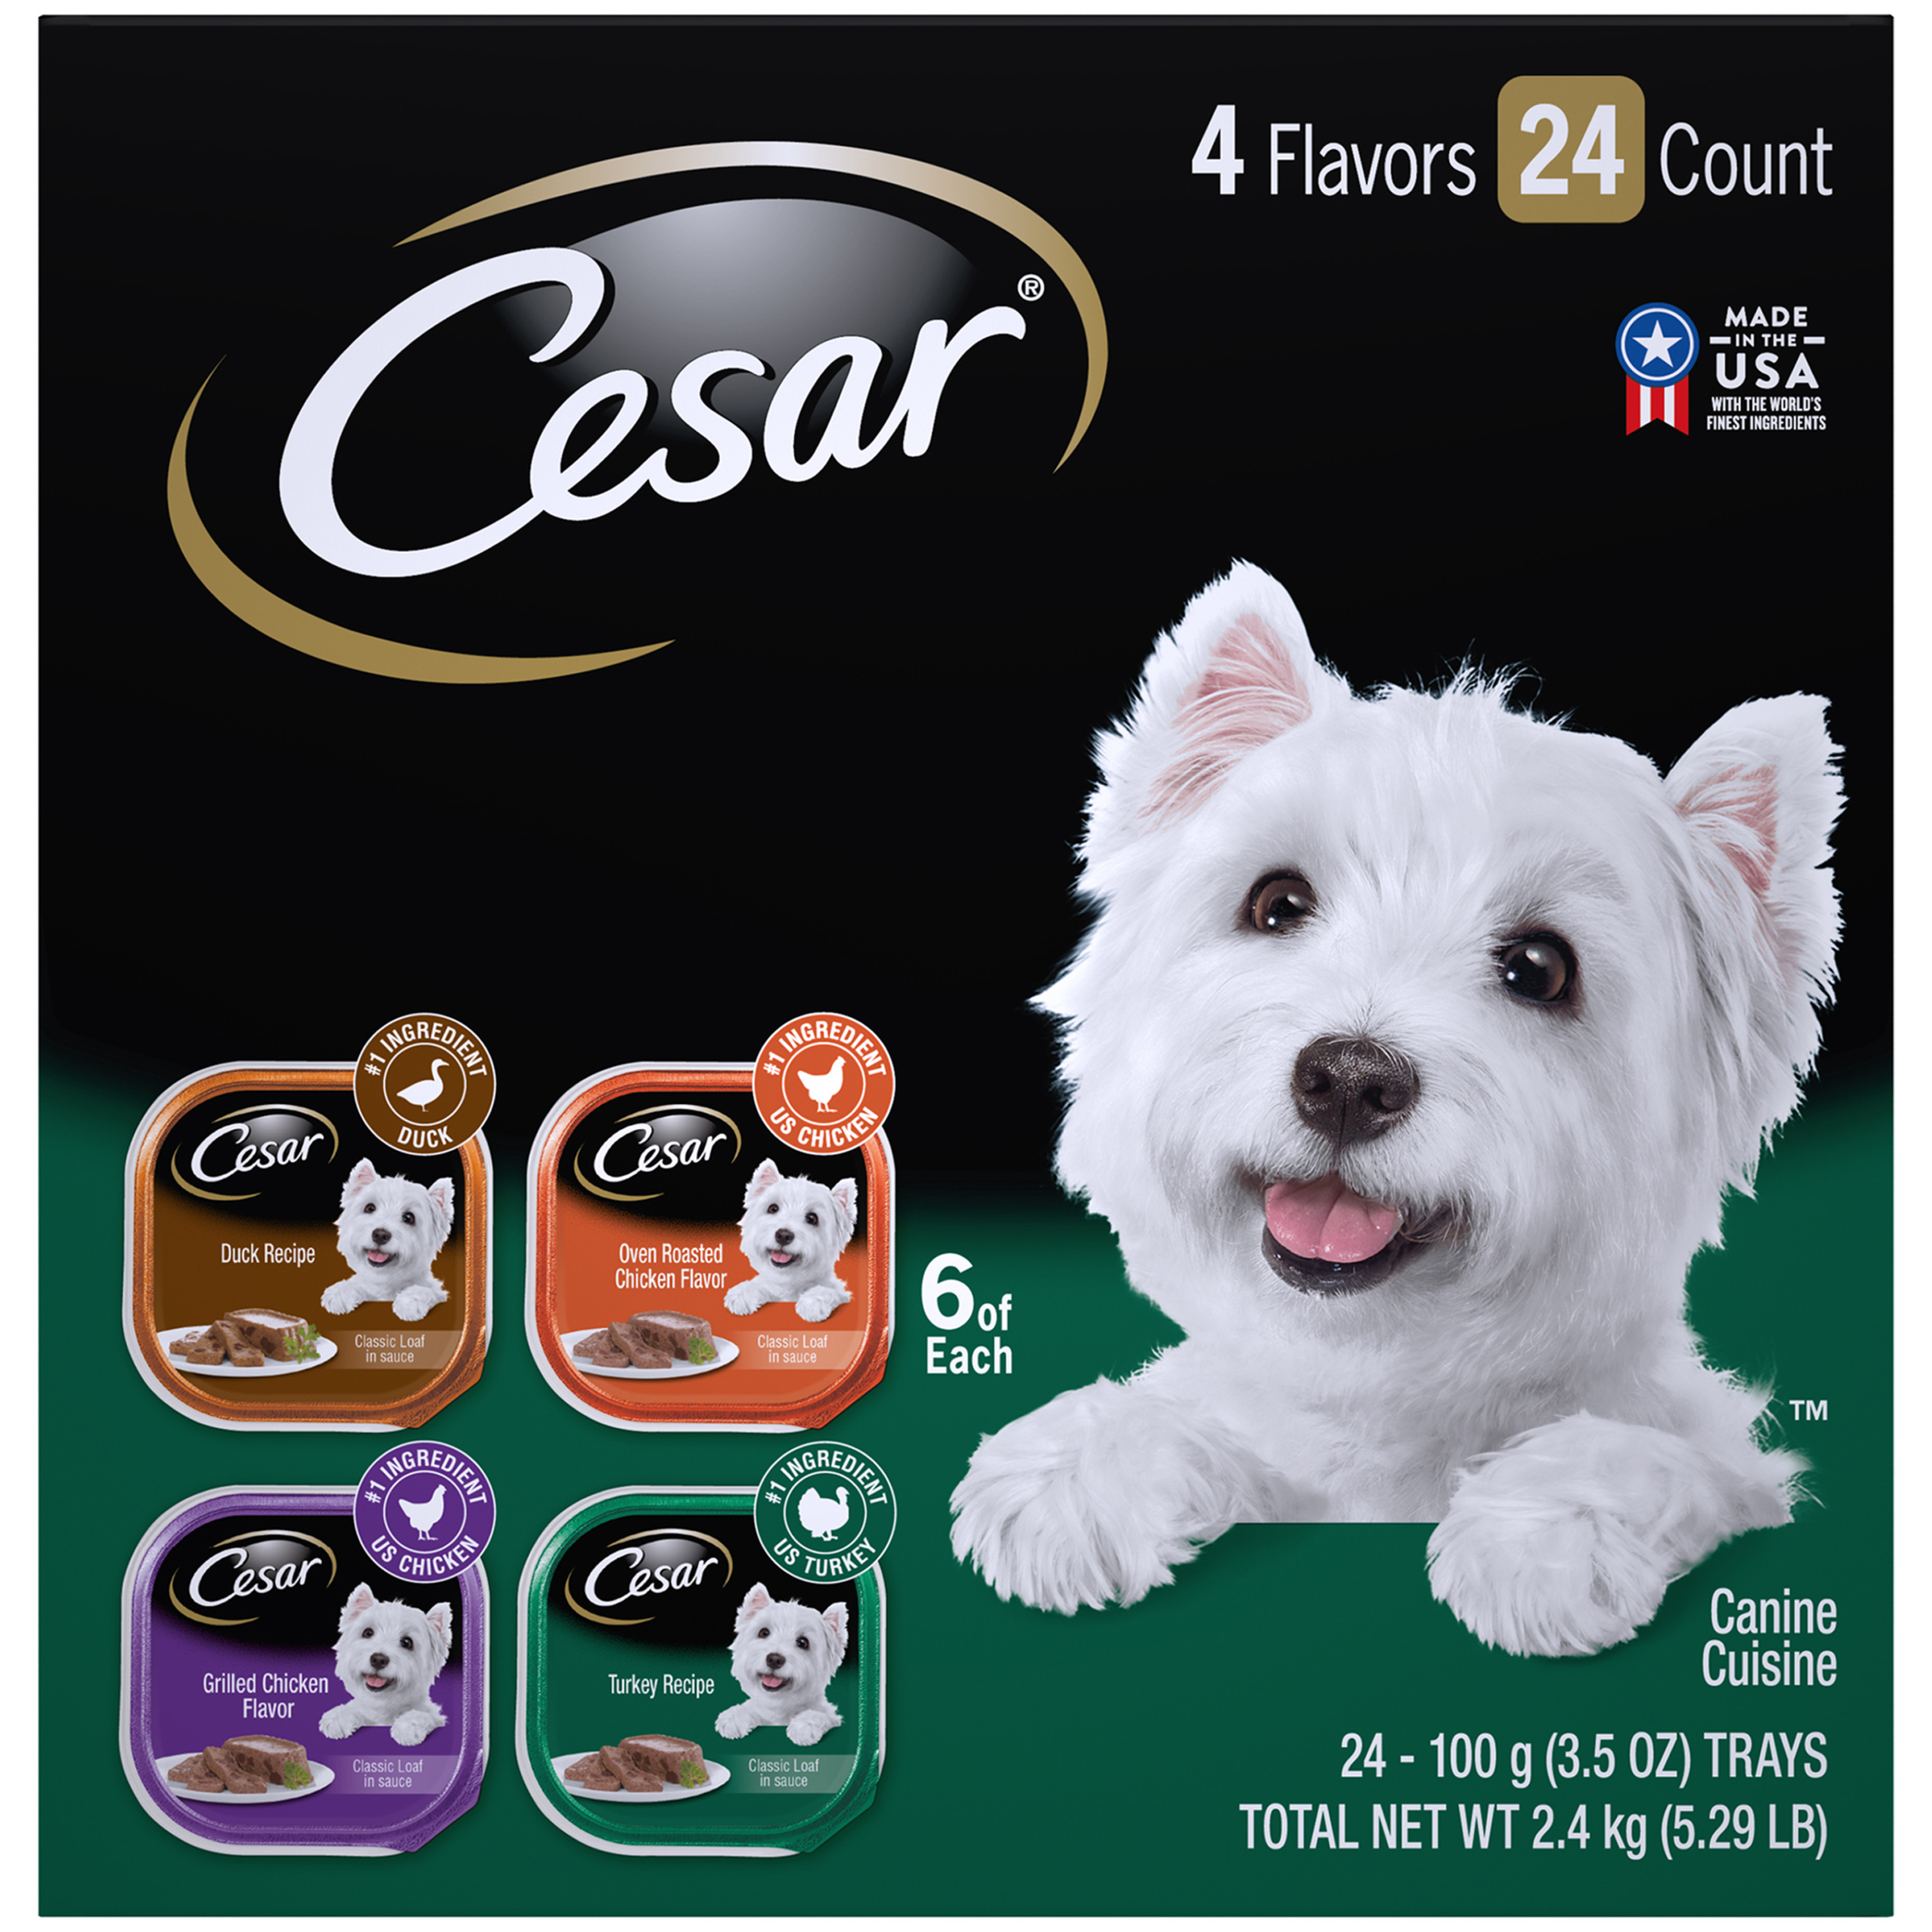 4 Flavors 24 Count
Cesar®
MADE
IN THE
USA
WITH THE WORLD'S
FINEST INGREDIENTS
#1 INGREDIENT
DUCK
Cesar
Duck Recipe
Classic Loaf
in sauce
#1 INGREDIENT
US CHICKEN
Cesar
Oven Roasted
Chicken Flavor
Classic Loaf
in sauce
6 of
Each
#1 INGREDIENT
US CHICKEN
Cesar
Grilled Chicken
Flavor
Classic Loaf
in sauce
#1 INGREDIENT
US TURKEY
Cesar
Turkey Recipe
Classic Loaf
in sauce
TM
Canine
Cuisine
24 - 100 g (3.5 OZ) TRAYS
TOTAL NET WT 2.4 kg (5.29 LB)